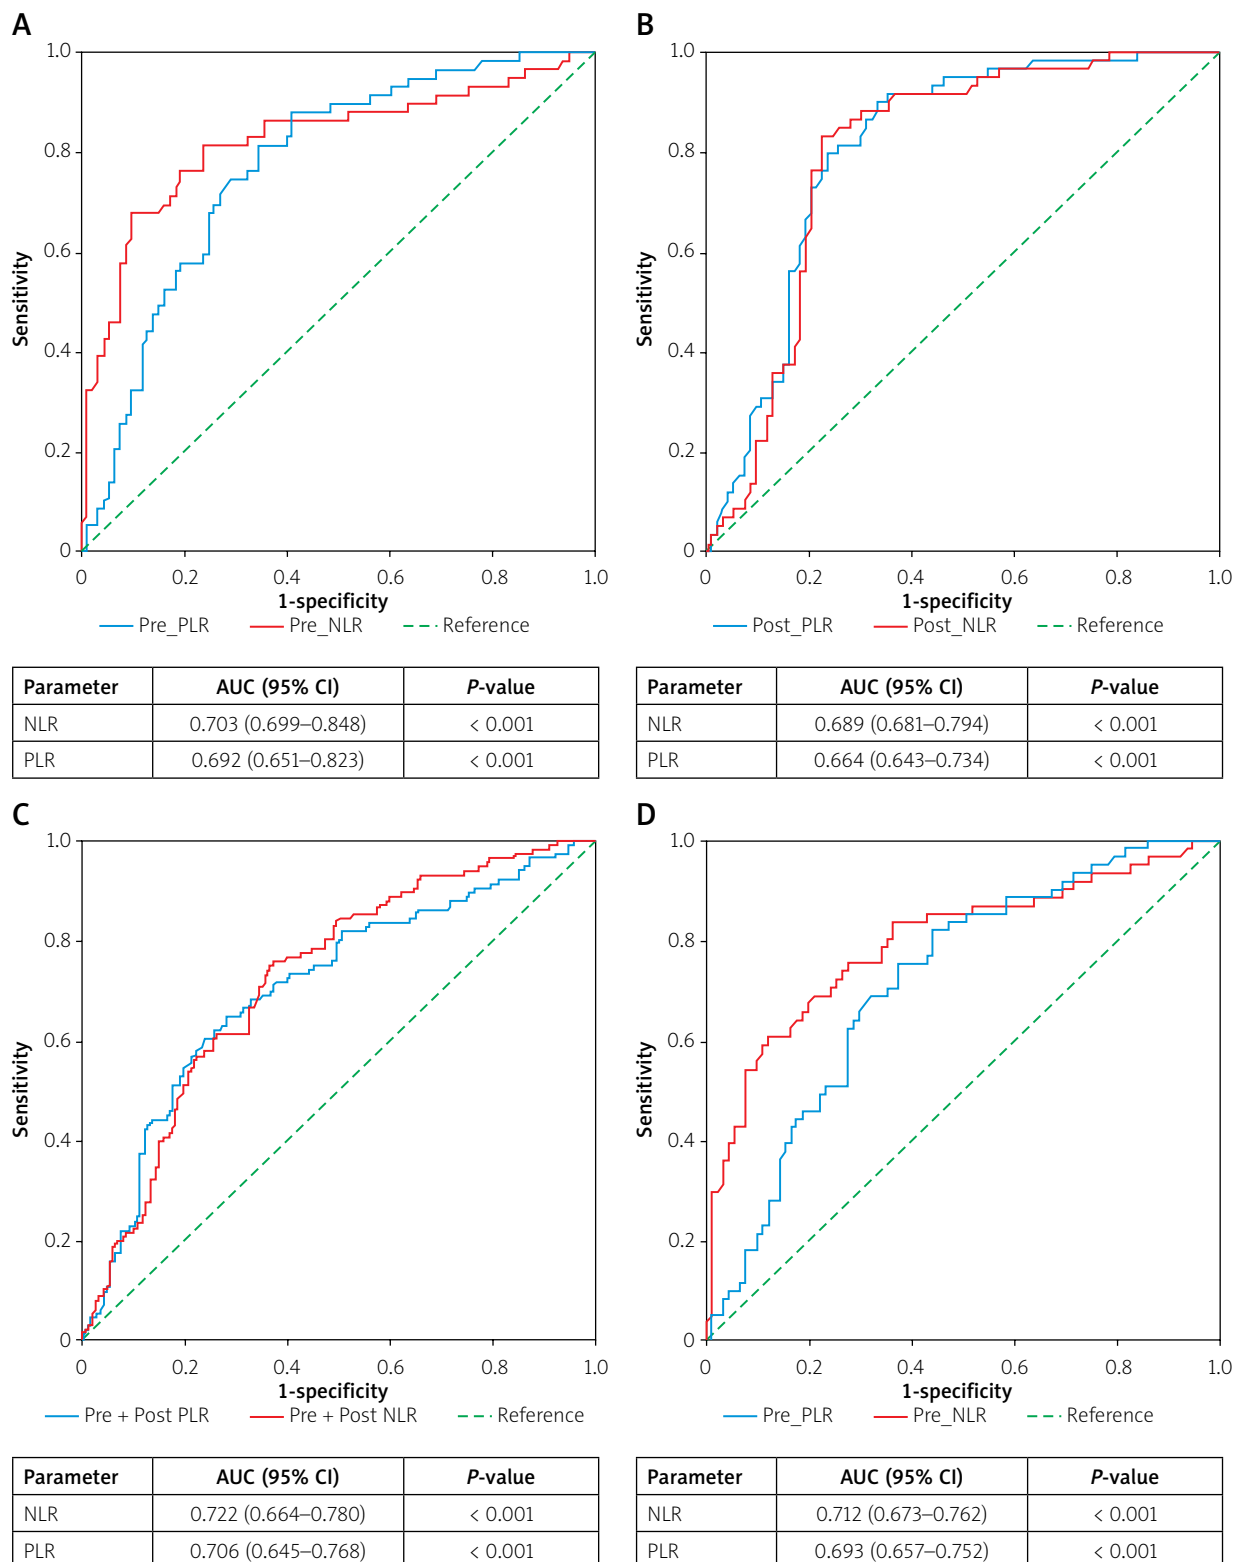 A
1.0
0.8
0.6
0.4
0.2
0
Sensitivity
0 0.2 0.4 0.6 0.8 1.0
1-specificity
Pre_PLR Pre_NLR Reference
Parameter AUC (95% CI) P-value
NLR 0.703 (0.699–0.848) < 0.001
PLR 0.692 (0.651–0.823) < 0.001
B
1.0
0.8
0.6
0.4
0.2
0
Sensitivity
0 0.2 0.4 0.6 0.8 1.0
1-specificity
Post_PLR Post_NLR Reference
Parameter AUC (95% CI) P-value
NLR 0.689 (0.681–0.794) < 0.001
PLR 0.664 (0.643–0.734) < 0.001
C
1.0
0.8
0.6
0.4
0.2
0
Sensitivity
0 0.2 0.4 0.6 0.8 1.0
1-specificity
Pre + Post PLR Pre + Post NLR Reference
Parameter AUC (95% CI) P-value
NLR 0.722 (0.664–0.780) < 0.001
PLR 0.706 (0.645–0.768) < 0.001
D
1.0
0.8
0.6
0.4
0.2
0
Sensitivity
0 0.2 0.4 0.6 0.8 1.0
1-specificity
Pre_PLR Pre_NLR Reference
Parameter AUC (95% CI) P-value
NLR 0.712 (0.673–0.762) < 0.001
PLR 0.693 (0.657–0.752) < 0.001